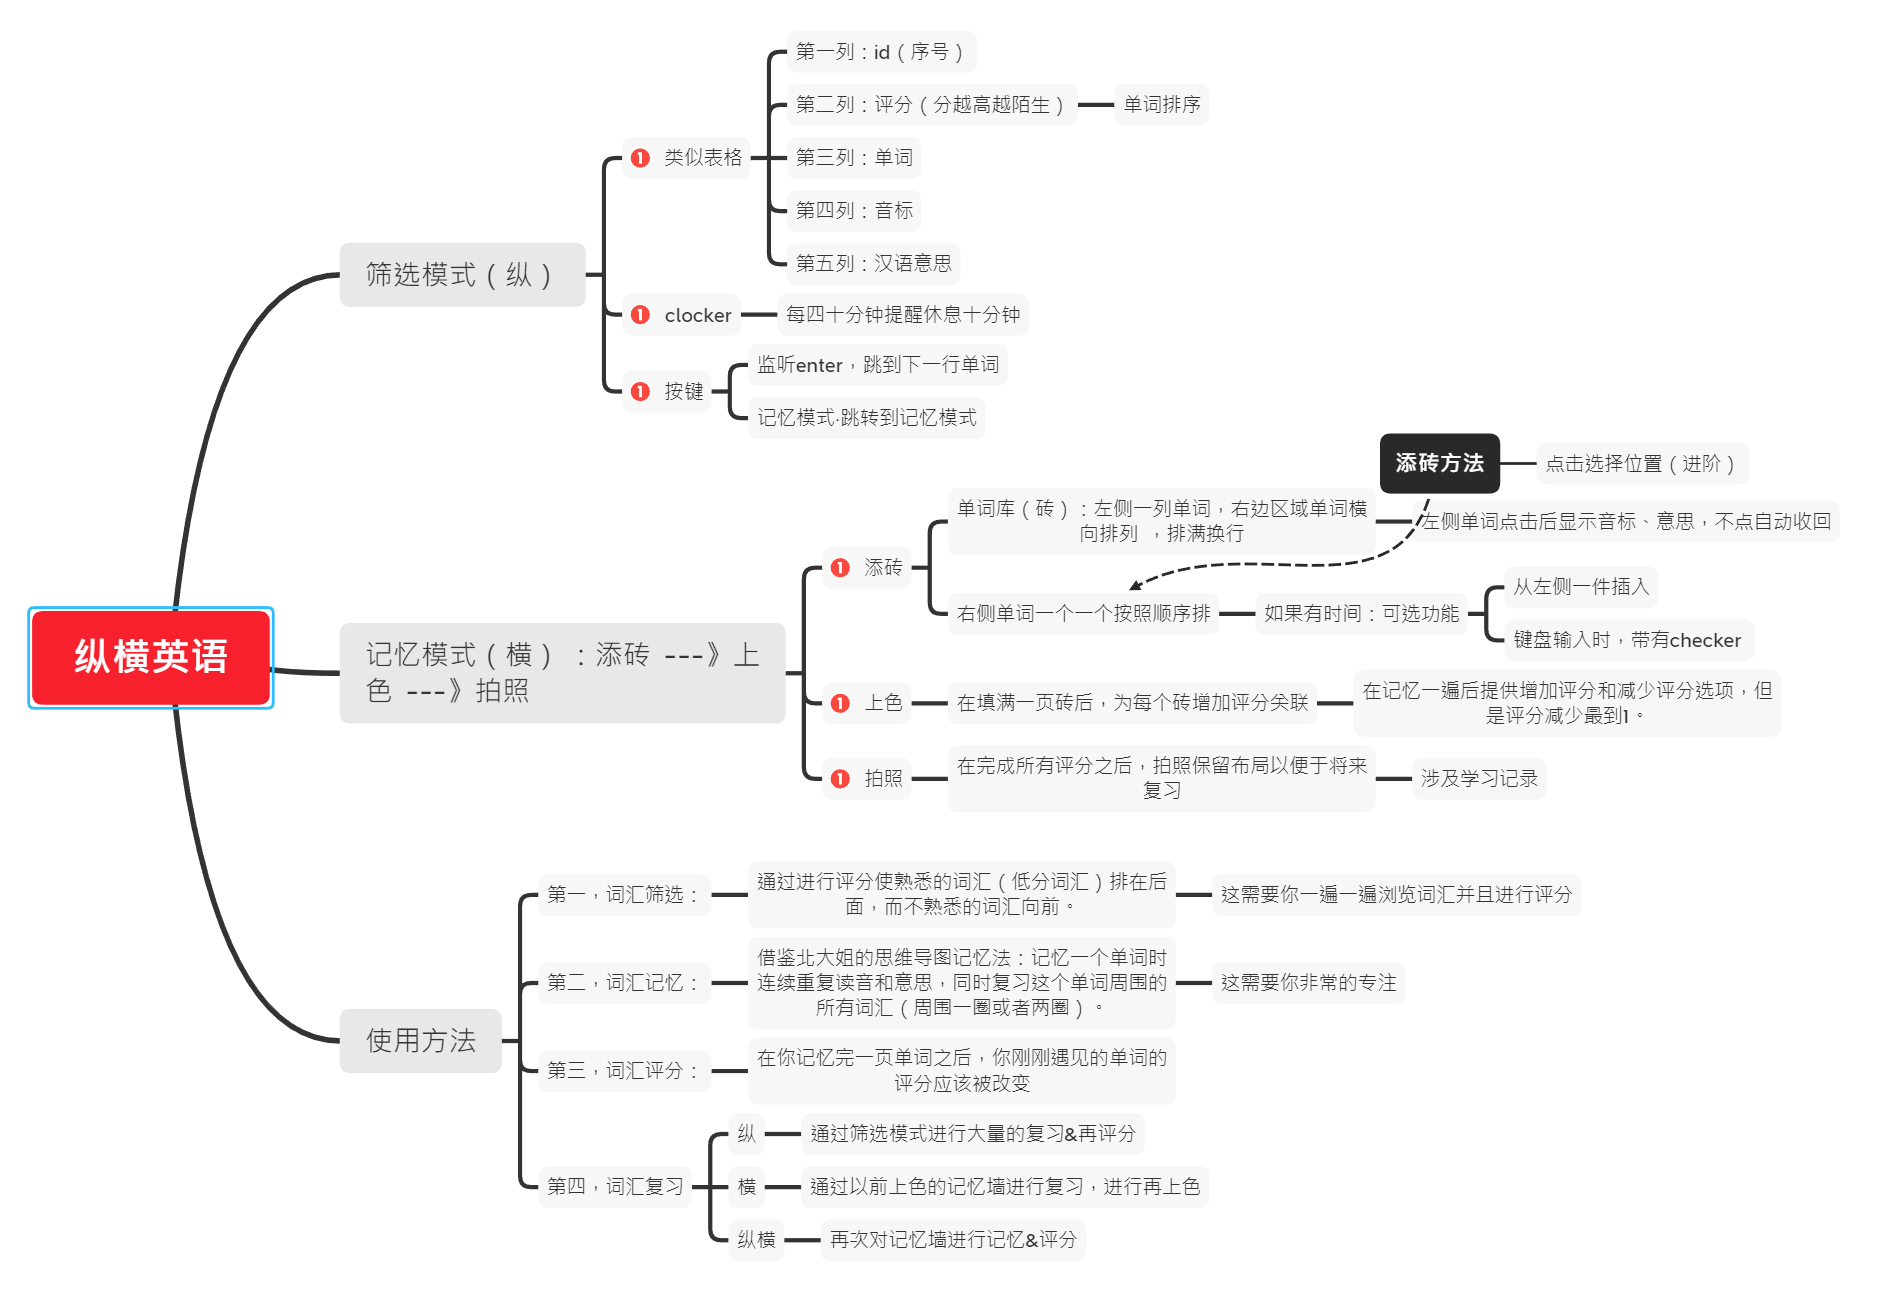 纵横英语
筛选模式（纵）
1 类似表格
第一列：id（序号）
第二列：评分（分越高越陌生）
单词排序
第三列：单词
第四列：音标
第五列：汉语意思
1 clocker
每四十分钟提醒休息十分钟
1 按键
监听enter，跳到下一行单词
记忆模式·跳转到记忆模式
记忆模式（横）：添砖 ---》上
色 ---》拍照
1 添砖
单词库（砖）：左侧一列单词，右边区域单词横
向排列 ，排满换行
左侧单词点击后显示音标、意思，不点自动收回
添砖方法
点击选择位置（进阶）
右侧单词一个一个按照顺序排
如果有时间：可选功能
从左侧一件插入
键盘输入时，带有checker
1 上色
在填满一页砖后，为每个砖增加评分关联
在记忆一遍后提供增加评分和减少评分选项，但
是评分减少最到1。
1 拍照
在完成所有评分之后，拍照保留布局以便于将来
复习
涉及学习记录
使用方法
第一，词汇筛选：
通过进行评分使熟悉的词汇（低分词汇）排在后
面，而不熟悉的词汇向前。
这需要你一遍一遍浏览词汇并且进行评分
第二，词汇记忆：
借鉴北大姐的思维导图记忆法：记忆一个单词时
连续重复读音和意思，同时复习这个单词周围的
所有词汇（周围一圈或者两圈）。
这需要你非常的专注
第三，词汇评分：
在你记忆完一页单词之后，你刚刚遇见的单词的
评分应该被改变
第四，词汇复习
纵
通过筛选模式进行大量的复习&再评分
横
通过以前上色的记忆墙进行复习，进行再上色
纵横
再次对记忆墙进行记忆&评分